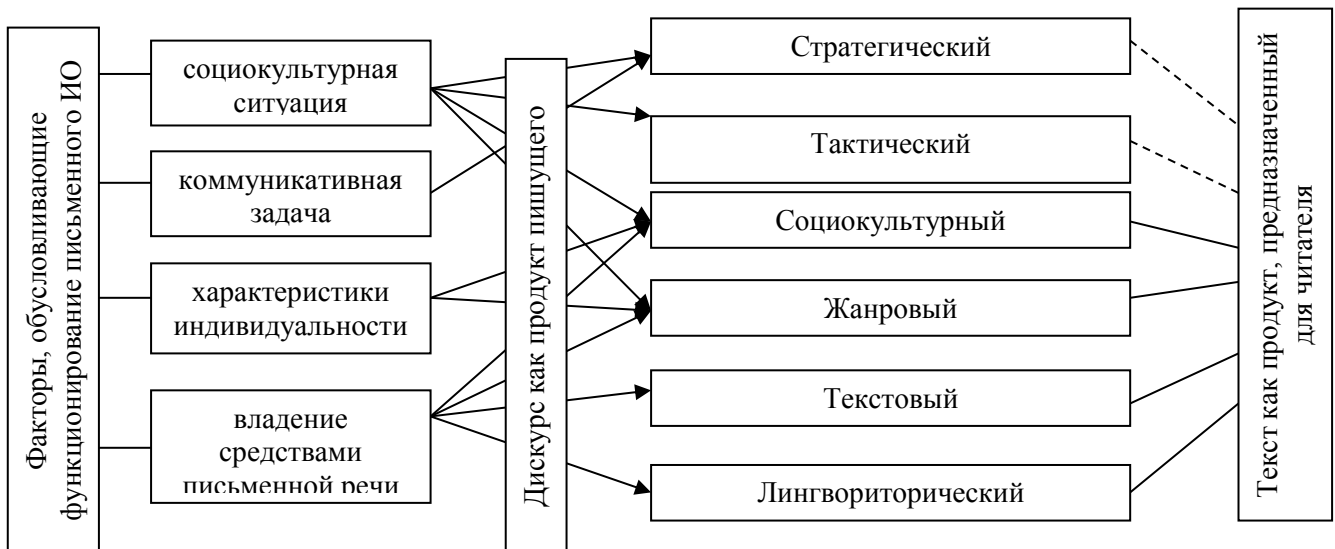 Факторы, обусловливающие
функционирование письменного ИО
социокультурная
ситуация
коммуникативная
задача
характеристики
индивидуальности
владение
средствами
письменной речи
Дискурс как продукт пишущего
Стратегический
Тактический
Социокультурный
Жанровый
Текстовый
Лингвориторический
Текст как продукт, предназначенный
для читателя